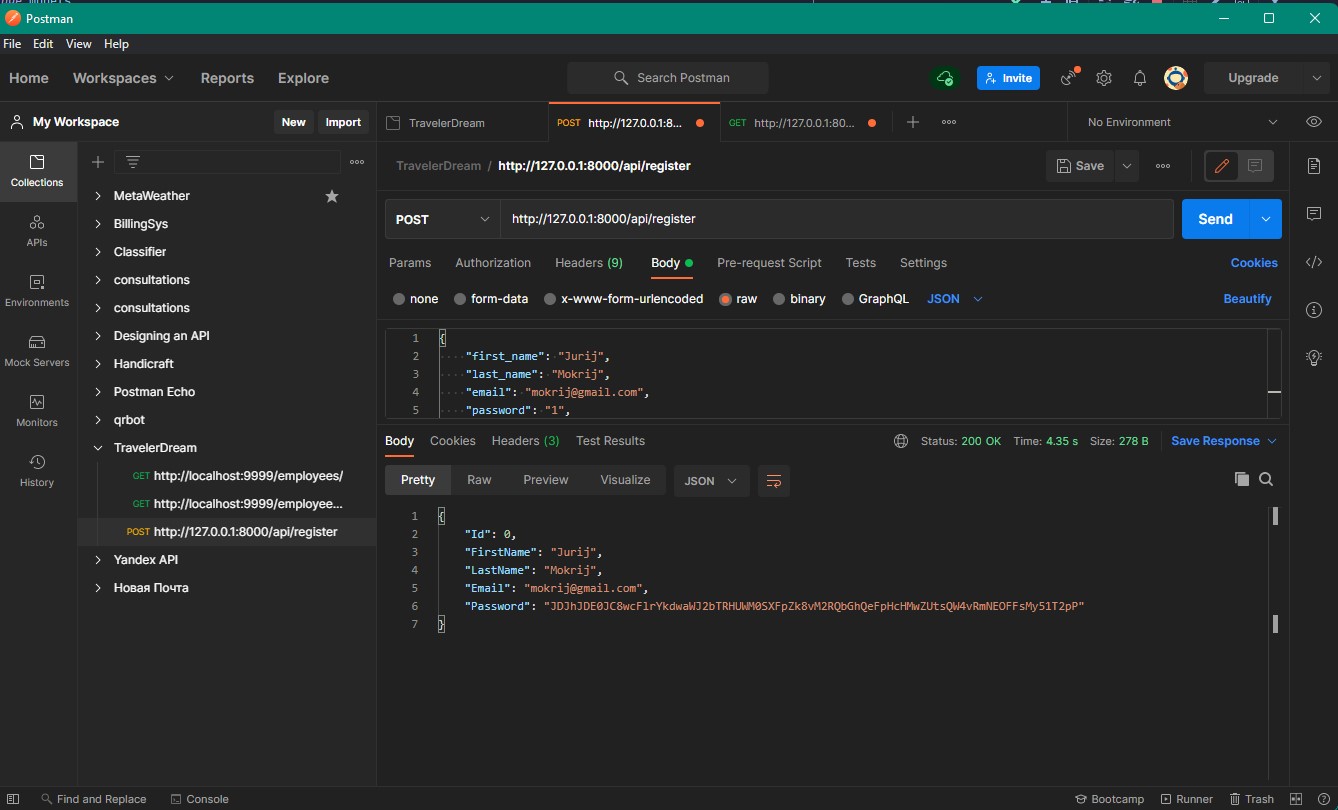 Postman
File Edit View Help
Home Workspaces Reports Explore Search Postman Invite Upgrade
My Workspace New Import
TravelerDream POST http://127.0.0.1:8... GET http://127.0.0.1:80... No Environment
TravelerDream / http://127.0.0.1:8000/api/register Save
POST http://127.0.0.1:8000/api/register Send
Params Authorization Headers (9) Body Pre-request Script Tests Settings Cookies
none form-data x-www-form-urlencoded raw binary GraphQL JSON Beautify
1 {
2 "first_name": "Jurij",
3 "last_name": "Mokrij",
4 "email": "mokrij@gmail.com",
5 "password": "1",
Body Cookies Headers (3) Test Results Status: 200 OK Time: 4.35 s Size: 278 B Save Response
Pretty Raw Preview Visualize JSON
1 {
2 "Id": 0,
3 "FirstName": "Jurij",
4 "LastName": "Mokrij",
5 "Email": "mokrij@gmail.com",
6 "Password": "JDJhJDE0JC8wcFlrYkdwaWJ2bTRHUWM0SXFpZk8vM2RQbGhQeFpHcHMwZUtsQW4vRmNEOFFsMy51T2pP"
7 }
Collections
APIs
Environments
Mock Servers
Monitors
History
MetaWeather
BillingSys
Classifier
consultations
consultations
Designing an API
Handicraft
Postman Echo
qrbot
TravelerDream
GET http://localhost:9999/employees/
GET http://localhost:9999/employee...
POST http://127.0.0.1:8000/api/register
Yandex API
Новая Почта
Find and Replace Console Bootcamp Runner Trash